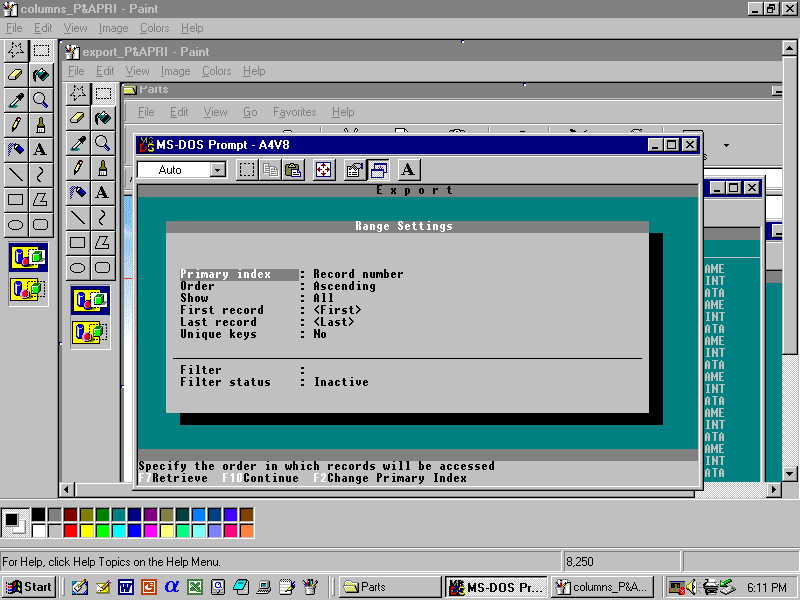 columns_P&APRI - Paint
File Edit View Image Colors Help
export_P&APRI - Paint
File Edit View Image Colors Help
Parts
File Edit View Go Favorites Help
MS-DOS Prompt - A4V8
Auto
A
Export
Range Settings
Primary index : Record number
Order : Ascending
Show : All
First record : <First>
Last record : <Last>
Unique keys : No
Filter :
Filter status : Inactive
Specify the order in which records will be accessed
F7Retrieve F10Continue F2Change Primary Index
AME
INT
ATA
AME
INT
ATA
AME
INT
ATA
AME
INT
ATA
AME
INT
ATA
AME
INT
ATA
For Help, click Help Topics on the Help Menu.
8,250
Start
Parts
MS-DOS Pr...
columns_P&A...
6:11 PM